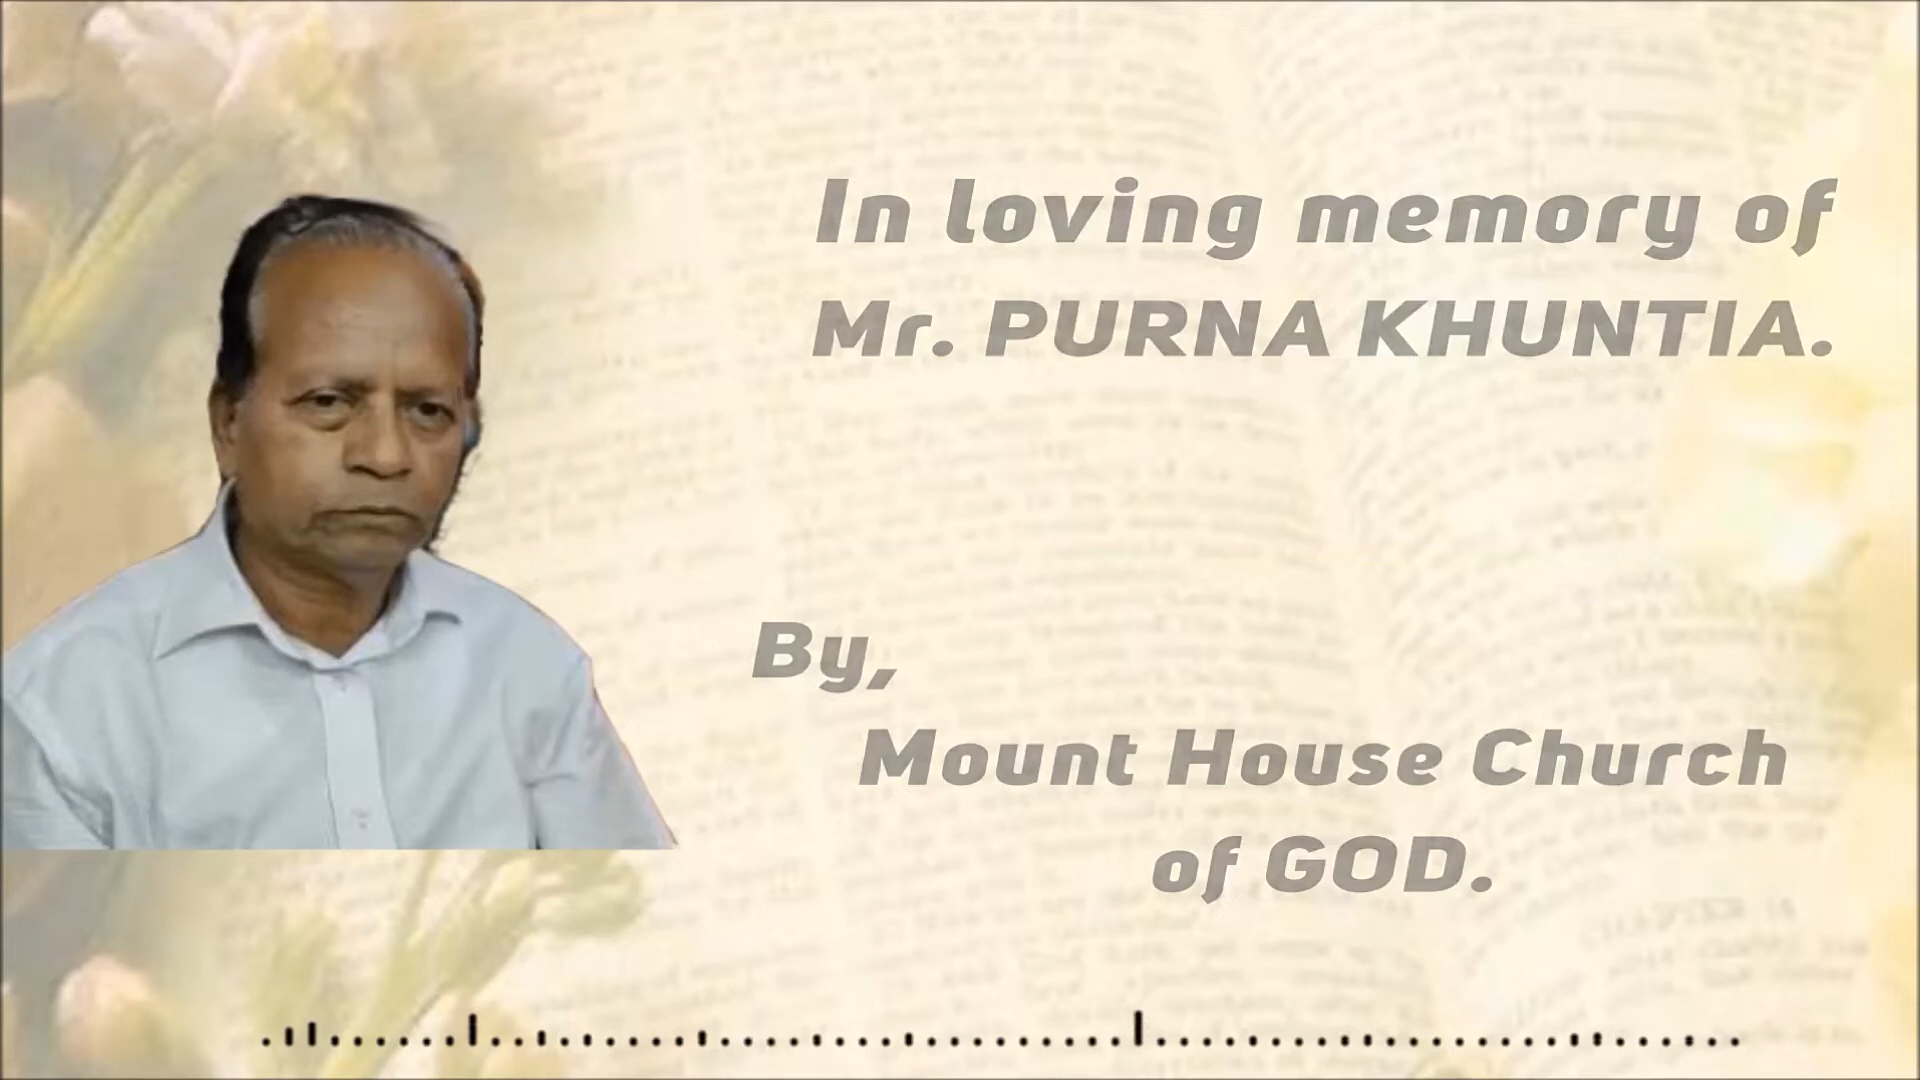 In loving memory of
Mr. PURNA KHUNTIA.
By,
Mount House Church
of GOD.